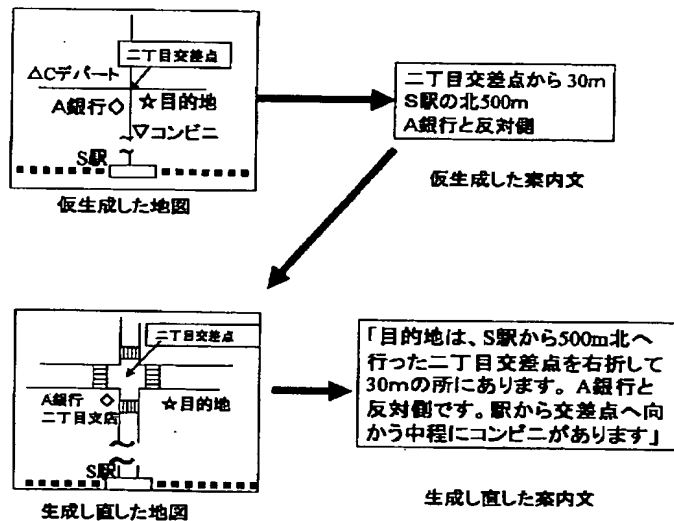 二丁目交差点
△Cデパート
A銀行◇
☆目的地
▽コンビニ
S駅
仮生成した地図
二丁目交差点から 30m
S駅の北500m
A銀行と反対側
仮生成した案内文
二丁目交差点
A銀行 ◇
二丁目支店
☆目的地
S駅
生成し直した地図
「目的地は、S駅から500m北へ
行った二丁目交差点を右折して
30mの所にあります。A銀行と
反対側です。駅から交差点へ向
かう中程にコンビニがあります」
生成し直した案内文